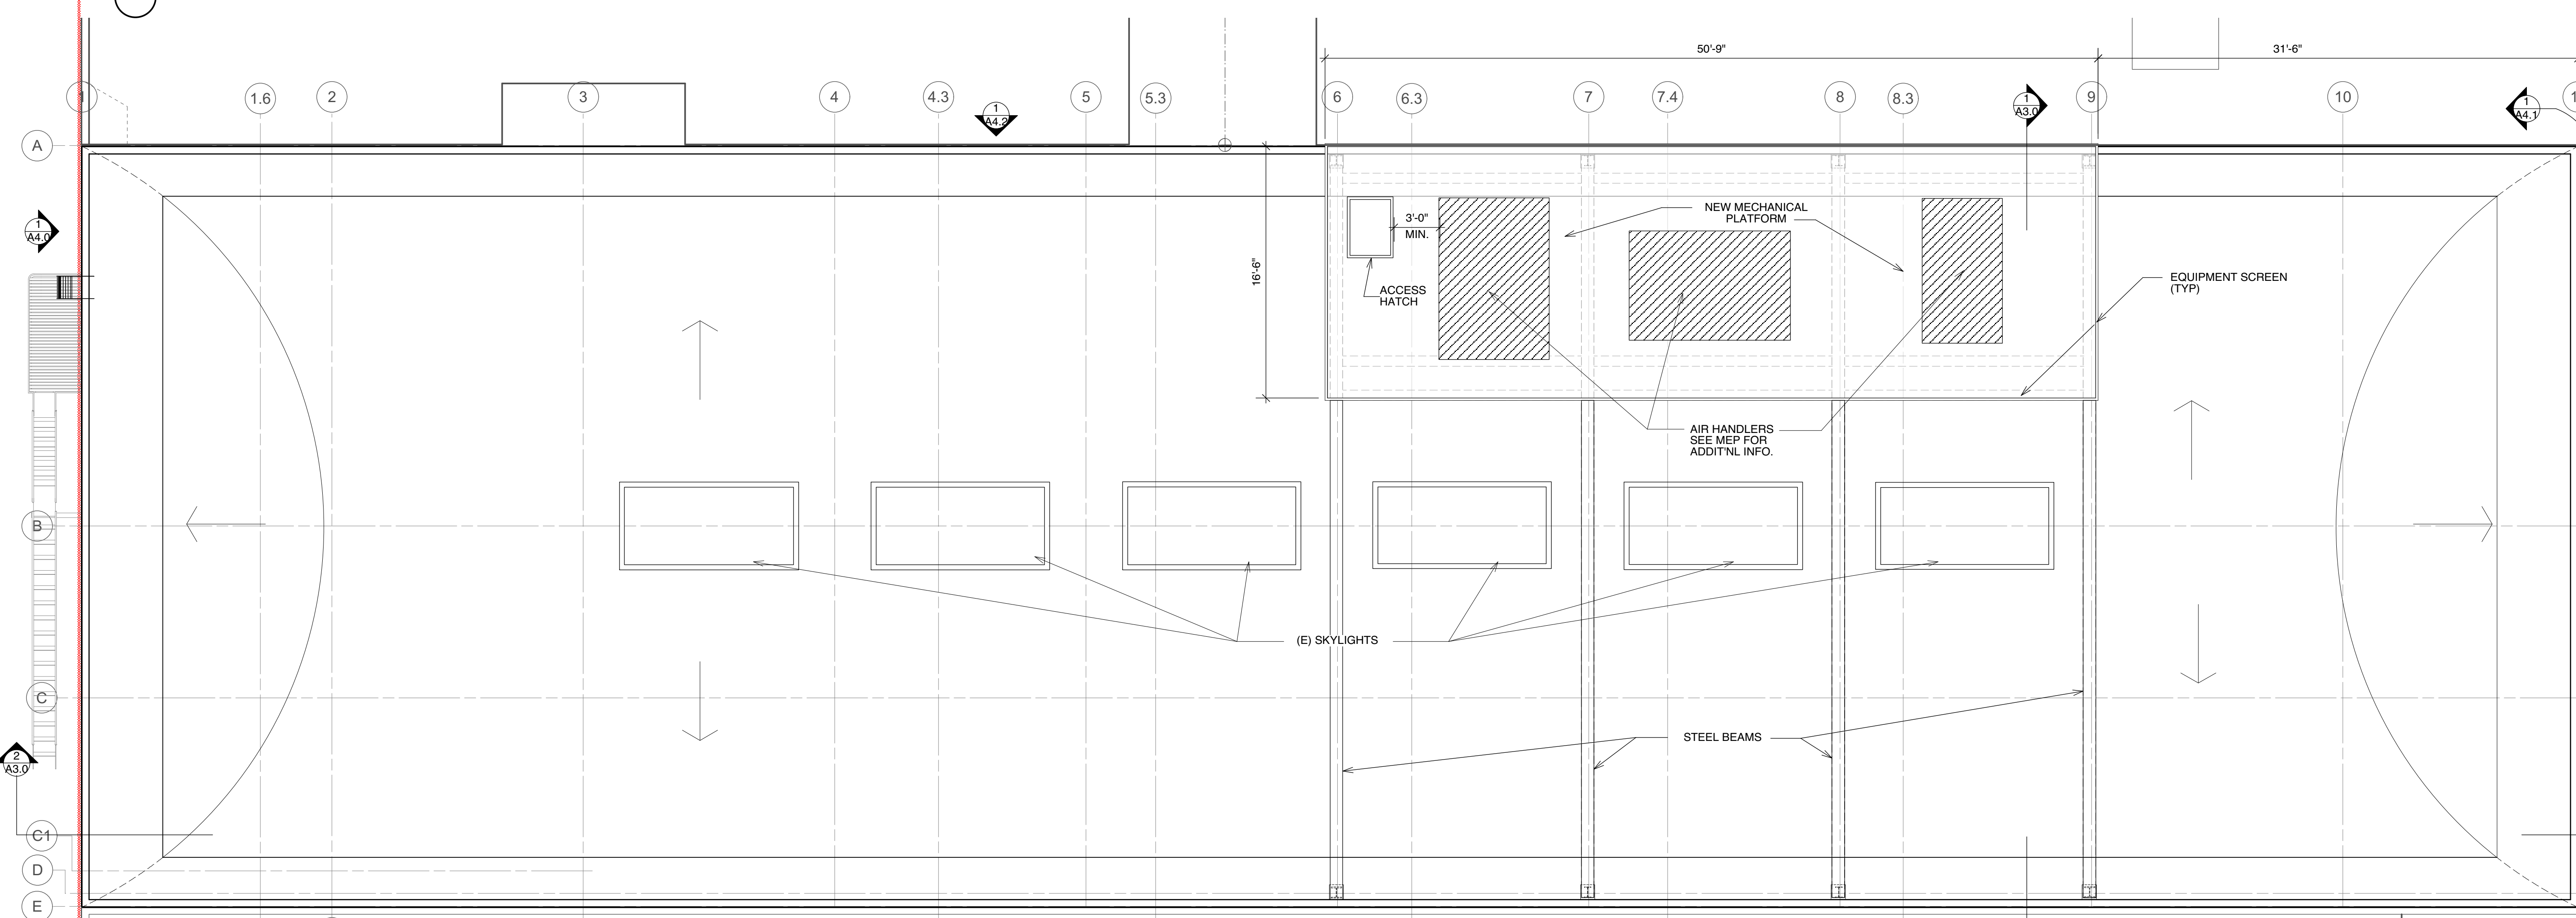 50'-9"
31'-6"
1
1.6
2
3
4
4.3
5
5.3
6
6.3
7
7.4
8
8.3
9
10
1
A4.2
1
A3.0
1
A4.1
A
1
A4.0
B
C
2
A3.0
C1
D
E
16'-6"
3'-0"
MIN.
ACCESS
HATCH
NEW MECHANICAL
PLATFORM
EQUIPMENT SCREEN
(TYP)
AIR HANDLERS
SEE MEP FOR
ADDIT'NL INFO.
(E) SKYLIGHTS
STEEL BEAMS